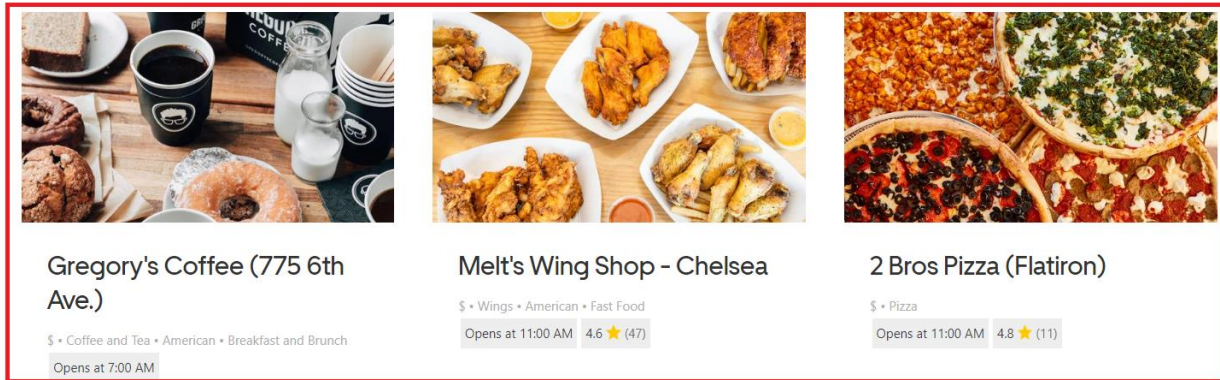 COFFEE
Gregory's Coffee (775 6th
Ave.)
$ • Coffee and Tea • American • Breakfast and Brunch
Opens at 7:00 AM
Melt's Wing Shop - Chelsea
$ • Wings • American • Fast Food
Opens at 11:00 AM 4.6 ★ (47)
2 Bros Pizza (Flatiron)
$ • Pizza
Opens at 11:00 AM 4.8 ★ (11)